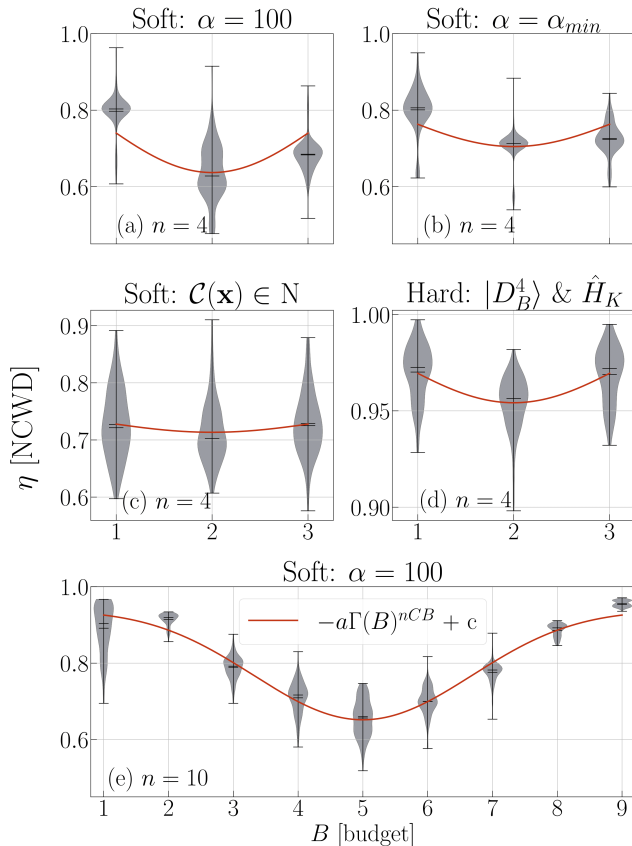 Soft: α = 100
Soft: α = α_min
1.0
0.8
0.6
(a) n = 4
1.0
0.8
0.6
(b) n = 4
Soft: C(x) ∈ N
Hard: |D_B^4⟩ & Ĥ_K
η [NCWD]
0.9
0.8
0.7
0.6
(c) n = 4
1 2 3
1.00
0.95
0.90
(d) n = 4
1 2 3
Soft: α = 100
1.0
0.8
0.6
−aΓ(B)^{nCB} + c
(e) n = 10
1 2 3 4 5 6 7 8 9
B [budget]